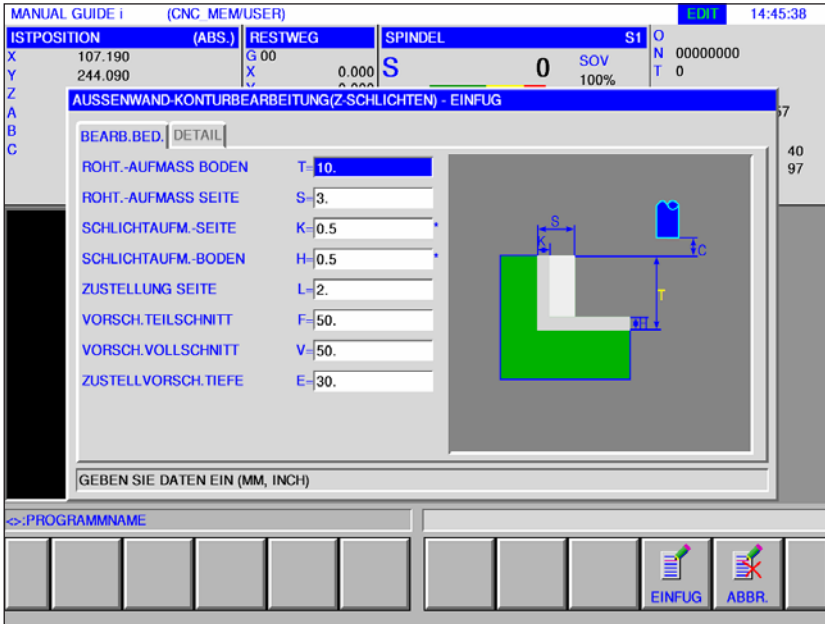 MANUAL GUIDE i (CNC_MEM/USER) EDIT 14:45:38
ISTPOSITION (ABS.) RESTWEG SPINDEL S1 O
X 107.190 G 00 N 00000000
Y 244.090 X 0.000 S 0 SOV T 0
100%
Z
A
B
C
40
97
AUSSENWAND-KONTURBEARBEITUNG(Z-SCHLICHTEN) - EINFUG
BEARB.BED. DETAIL
ROHT.-AUFMASS BODEN T= 10.
ROHT.-AUFMASS SEITE S= 3.
SCHLICHTAUFM.-SEITE K= 0.5 *
SCHLICHTAUFM.-BODEN H= 0.5 *
ZUSTELLUNG SEITE L= 2.
VORSCH.TEILSCHNITT F= 50.
VORSCH.VOLLSCHNITT V= 50.
ZUSTELLVORSCH.TIEFE E= 30.
S
K
C
T
H
GEBEN SIE DATEN EIN (MM, INCH)
<>:PROGRAMMNAME
EINFUG ABBR.